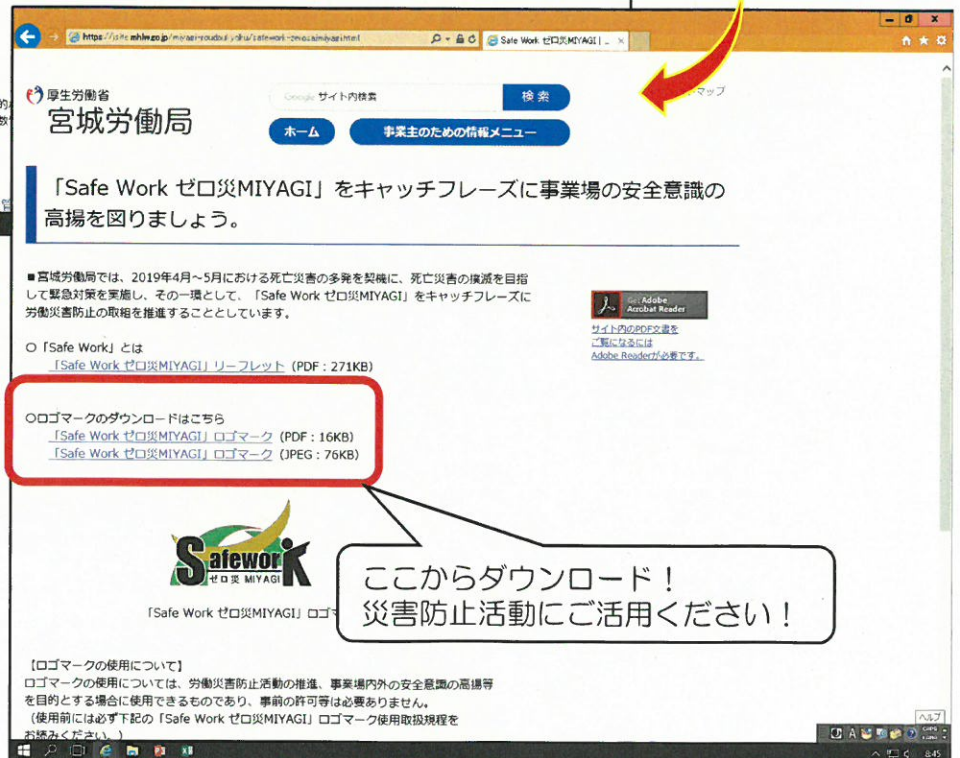 Safe Work ゼロ災MIYAGI | ...
厚生労働省
宮城労働局
サイト内検索
検索
マップ
ホーム
事業主のための情報メニュー
「Safe Work ゼロ災MIYAGI」をキャッチフレーズに事業場の安全意識の
高揚を図りましょう。
■宮城労働局では、2019年4月～5月における死亡災害の多発を契機に、死亡災害の撲滅を目指
して緊急対策を実施し、その一環として、「Safe Work ゼロ災MIYAGI」をキャッチフレーズに
労働災害防止の取組を推進することとしています。
Get Adobe
Acrobat Reader
サイト内のPDF文書を
ご覧になるには
Adobe Readerが必要です。
○「Safe Work」とは
「Safe Work ゼロ災MIYAGI」リーフレット (PDF：271KB)
○ロゴマークのダウンロードはこちら
「Safe Work ゼロ災MIYAGI」ロゴマーク (PDF：16KB)
「Safe Work ゼロ災MIYAGI」ロゴマーク (JPEG：76KB)
Safework
ゼロ災 MIYAGI
ここからダウンロード！
災害防止活動にご活用ください！
「Safe Work ゼロ災MIYAGI」ロゴマ
【ロゴマークの使用について】
ロゴマークの使用については、労働災害防止活動の推進、事業場内外の安全意識の高揚等
を目的とする場合に使用できるものであり、事前の許可等は必要ありません。
（使用前には必ず下記の「Safe Work ゼロ災MIYAGI」ロゴマーク使用取扱規程を
お読みください。）
ヘルプ
8:45